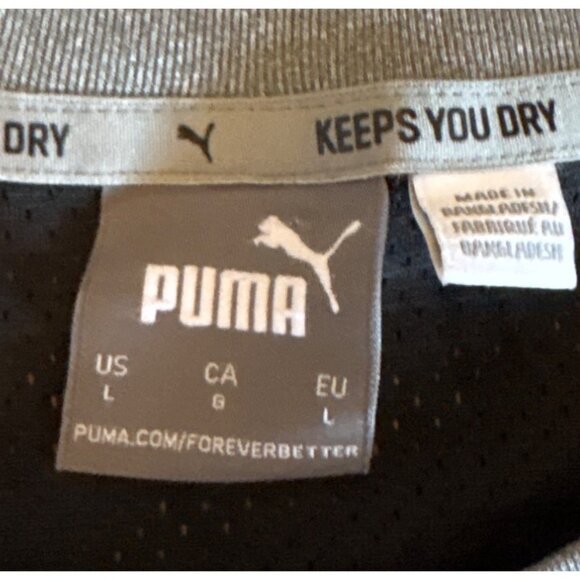 DRY KEEPS YOU DRY
MADE IN
BANGLADESH/
FABRIQUÉ AU
BANGLADESH
PUMA
US CA EU
L G L
PUMA.COM/FOREVERBETTER